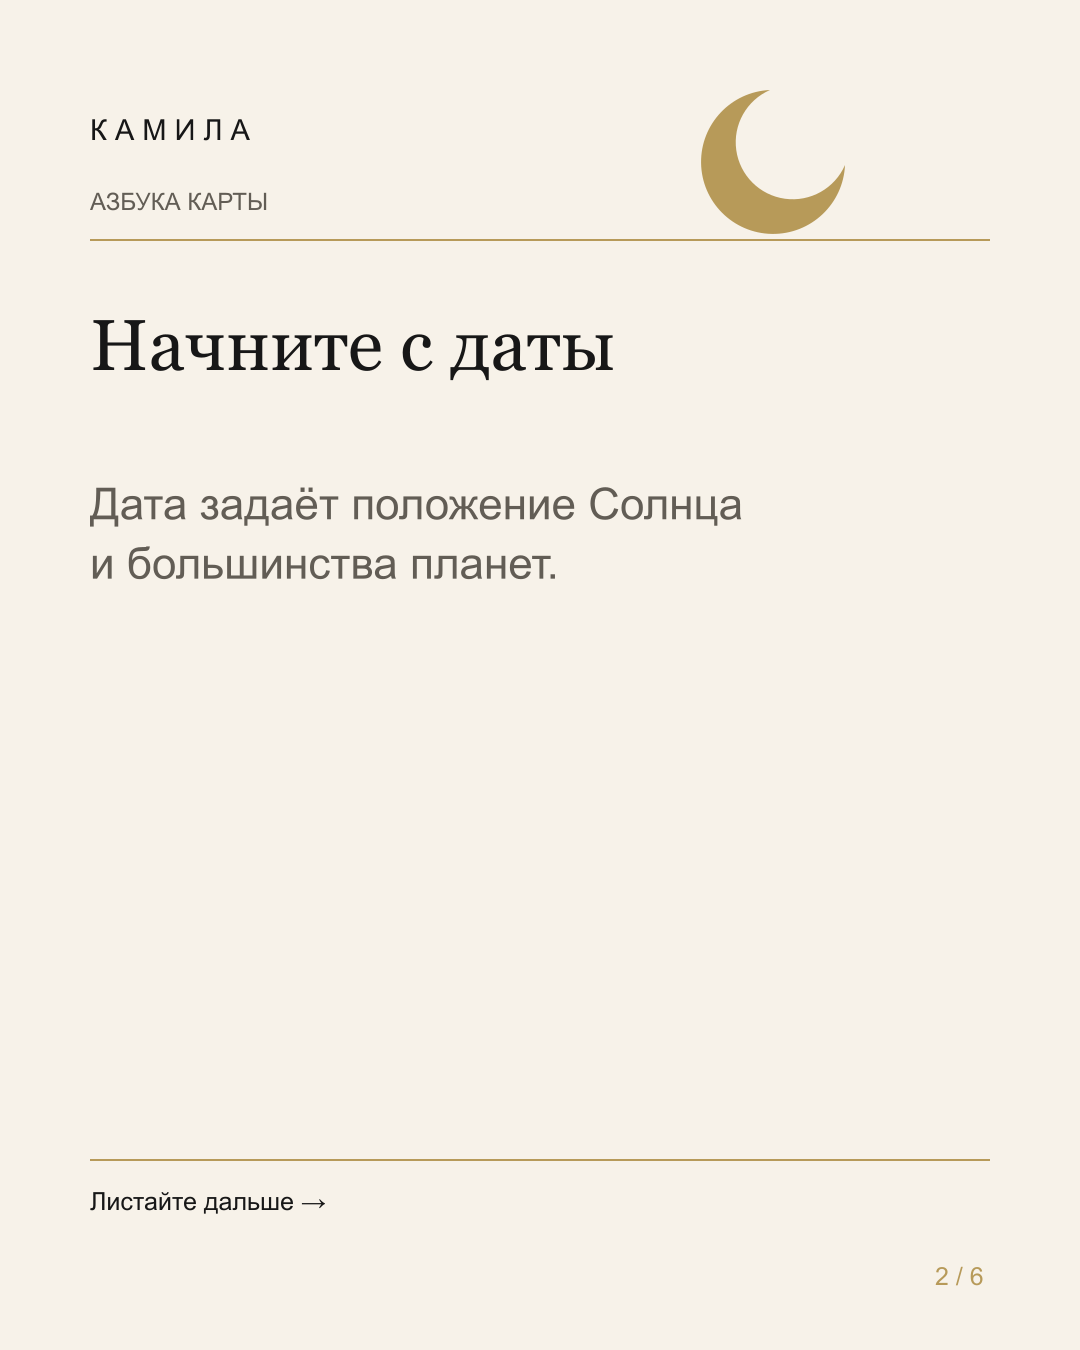 КАМИЛА
АЗБУКА КАРТЫ
Начните с даты
Дата задаёт положение Солнца
и большинства планет.
Листайте дальше →
2 / 6